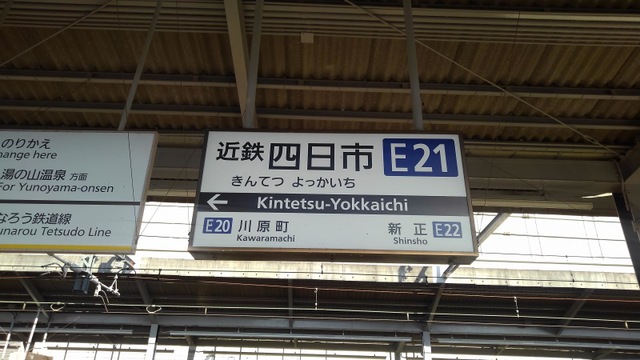 のりかえ
hange here
湯の山温泉 方面
For Yunoyama-onsen
なろう鉄道線
unarou Tetsudo Line
近鉄 四日市 E21
きんてつ よっかいち
Kintetsu-Yokkaichi
E20 川原町 新正 E22
Kawaramachi Shinsho